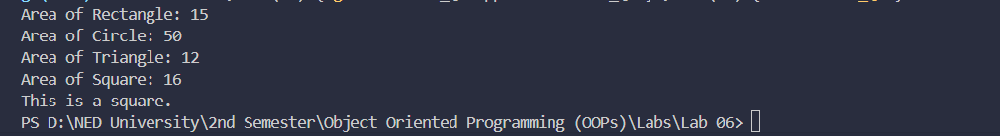 Area of Rectangle: 15
Area of Circle: 50
Area of Triangle: 12
Area of Square: 16
This is a square.
PS D:\NED University\2nd Semester\Object Oriented Programming (OOPs)\Labs\Lab 06>